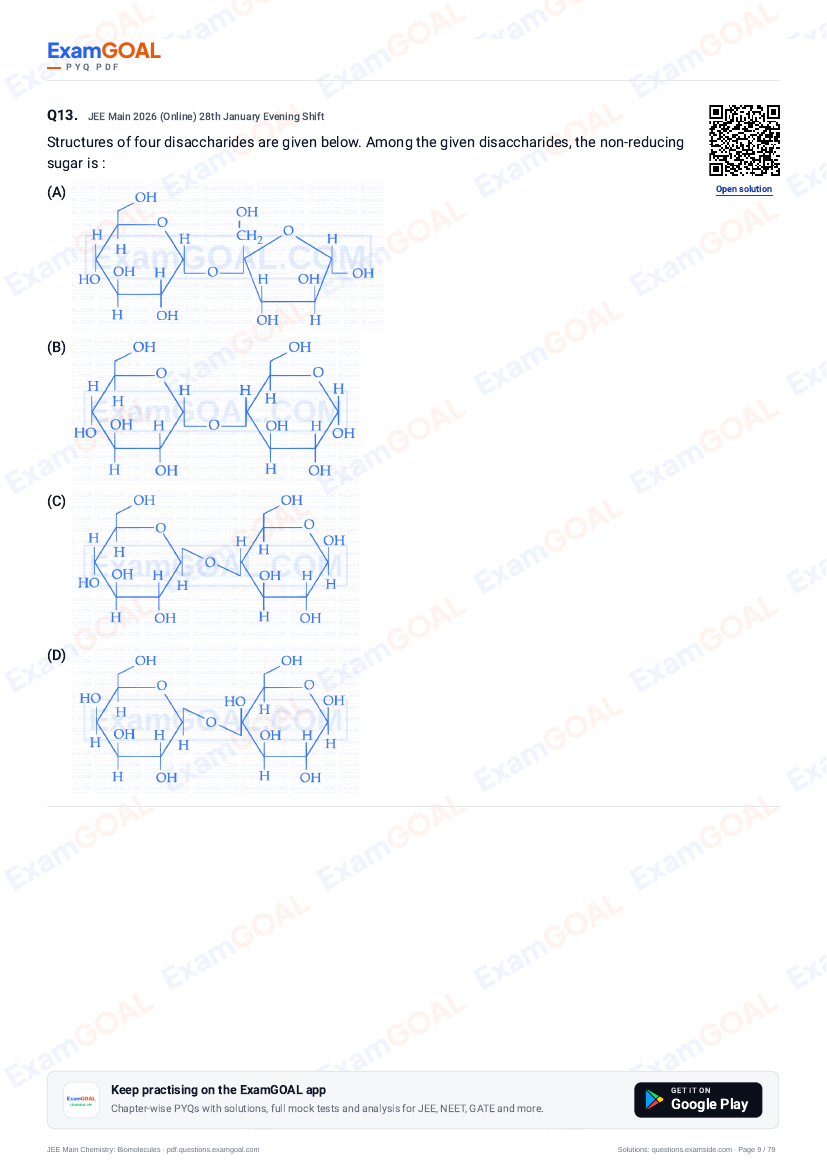 ExamGOAL
PYQ PDF
Q13. JEE Main 2026 (Online) 28th January Evening Shift
Structures of four disaccharides are given below. Among the given disaccharides, the non-reducing
sugar is :
Open solution
(A)
OH
O
OH
CH2
O
H
H
H
H
HO
OH
H
O
H
OH
OH
H
OH
OH
H
(B)
OH
OH
O
O
H
H
H
H
H
H
HO
OH
H
O
OH
H
OH
H
OH
H
OH
(C)
OH
OH
O
O
H
H
OH
H
H
O
HO
OH
H
H
OH
H
H
H
OH
H
OH
(D)
OH
OH
O
O
HO
HO
OH
H
H
O
H
OH
H
H
OH
H
H
H
OH
H
OH
ExamGOAL.COM
Keep practising on the ExamGOAL app
Chapter-wise PYQs with solutions, full mock tests and analysis for JEE, NEET, GATE and more.
GET IT ON
Google Play
JEE Main Chemistry: Biomolecules · pdf.questions.examgoal.com
Solutions: questions.examside.com · Page 9 / 79